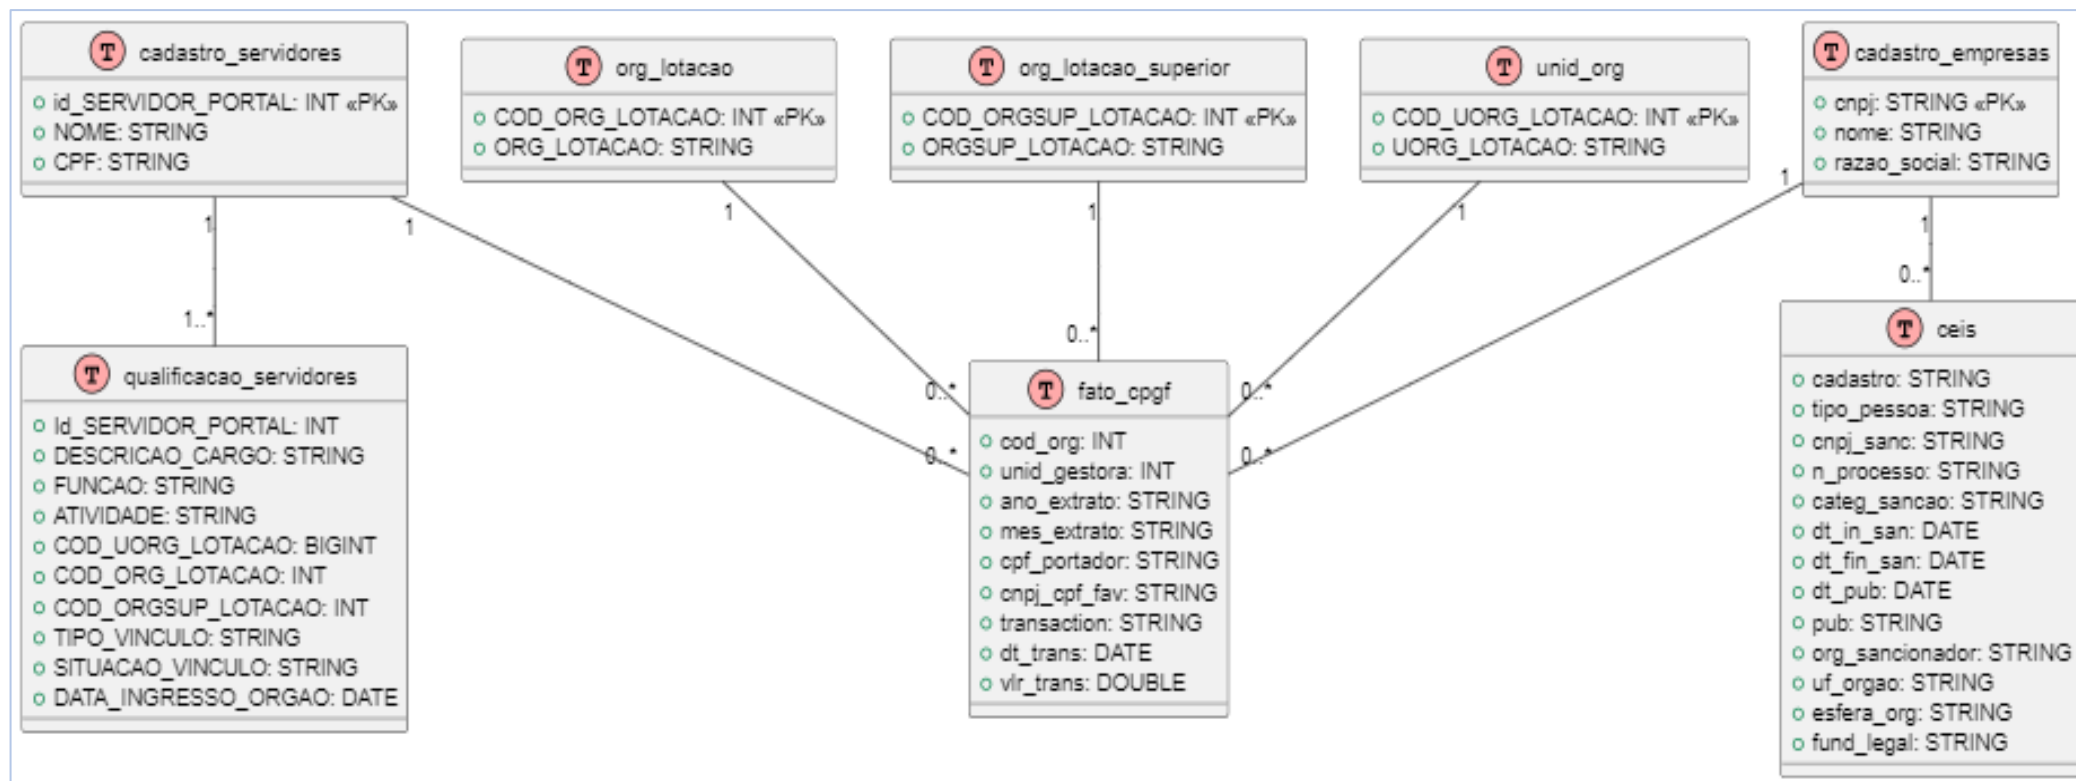 T cadastro_servidores
id_SERVIDOR_PORTAL: INT «PK»
NOME: STRING
CPF: STRING
T org_lotacao
COD_ORG_LOTACAO: INT «PK»
ORG_LOTACAO: STRING
T org_lotacao_superior
COD_ORGSUP_LOTACAO: INT «PK»
ORGSUP_LOTACAO: STRING
T unid_org
COD_UORG_LOTACAO: INT «PK»
UORG_LOTACAO: STRING
T cadastro_empresas
cnpj: STRING «PK»
nome: STRING
razao_social: STRING
1
1
1
1
1
1
1
1..*
0..*
0..*
0..*
0..*
0..*
0..*
T qualificacao_servidores
Id_SERVIDOR_PORTAL: INT
DESCRICAO_CARGO: STRING
FUNCAO: STRING
ATIVIDADE: STRING
COD_UORG_LOTACAO: BIGINT
COD_ORG_LOTACAO: INT
COD_ORGSUP_LOTACAO: INT
TIPO_VINCULO: STRING
SITUACAO_VINCULO: STRING
DATA_INGRESSO_ORGAO: DATE
T fato_cpgf
cod_org: INT
unid_gestora: INT
ano_extrato: STRING
mes_extrato: STRING
cpf_portador: STRING
cnpj_cpf_fav: STRING
transaction: STRING
dt_trans: DATE
vlr_trans: DOUBLE
T ceis
cadastro: STRING
tipo_pessoa: STRING
cnpj_sanc: STRING
n_processo: STRING
categ_sancao: STRING
dt_in_san: DATE
dt_fin_san: DATE
dt_pub: DATE
pub: STRING
org_sancionador: STRING
uf_orgao: STRING
esfera_org: STRING
fund_legal: STRING